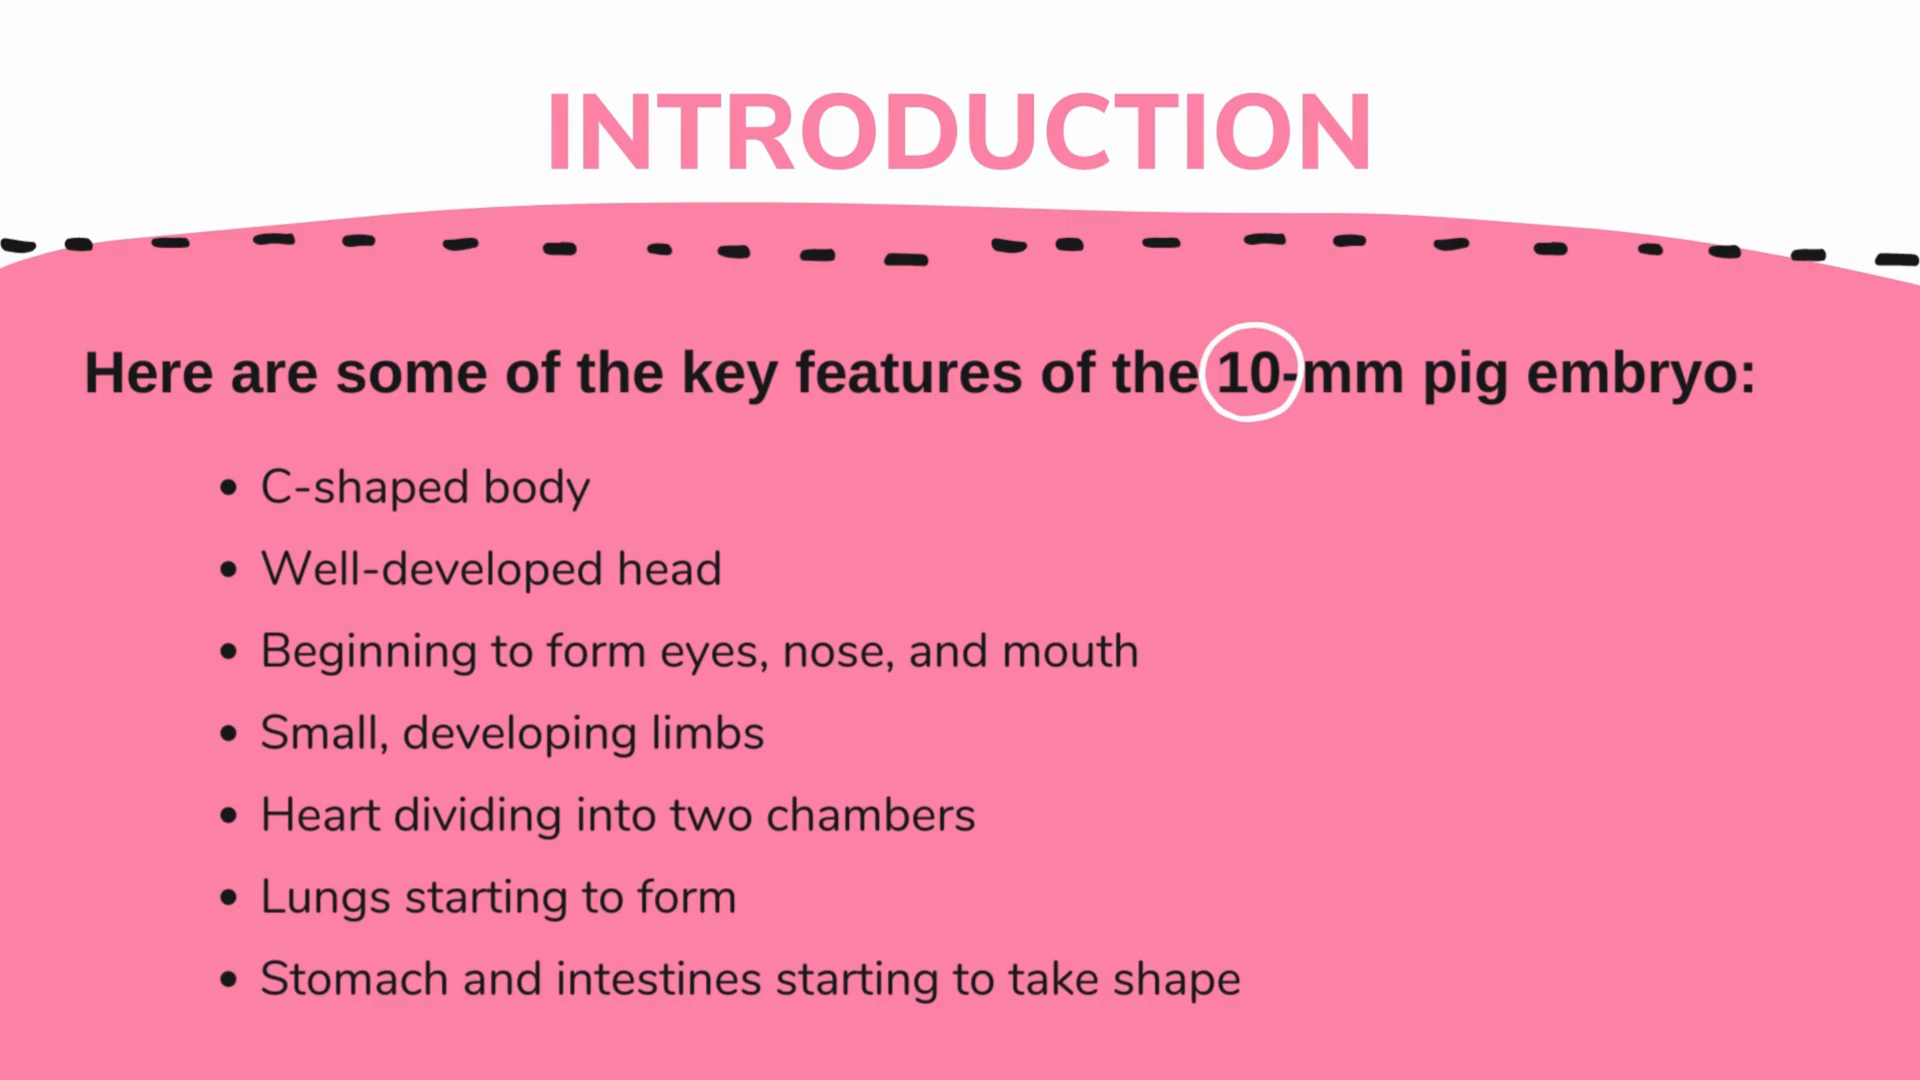 INTRODUCTION
Here are some of the key features of the 10-mm pig embryo:
• C-shaped body
• Well-developed head
• Beginning to form eyes, nose, and mouth
• Small, developing limbs
• Heart dividing into two chambers
• Lungs starting to form
• Stomach and intestines starting to take shape